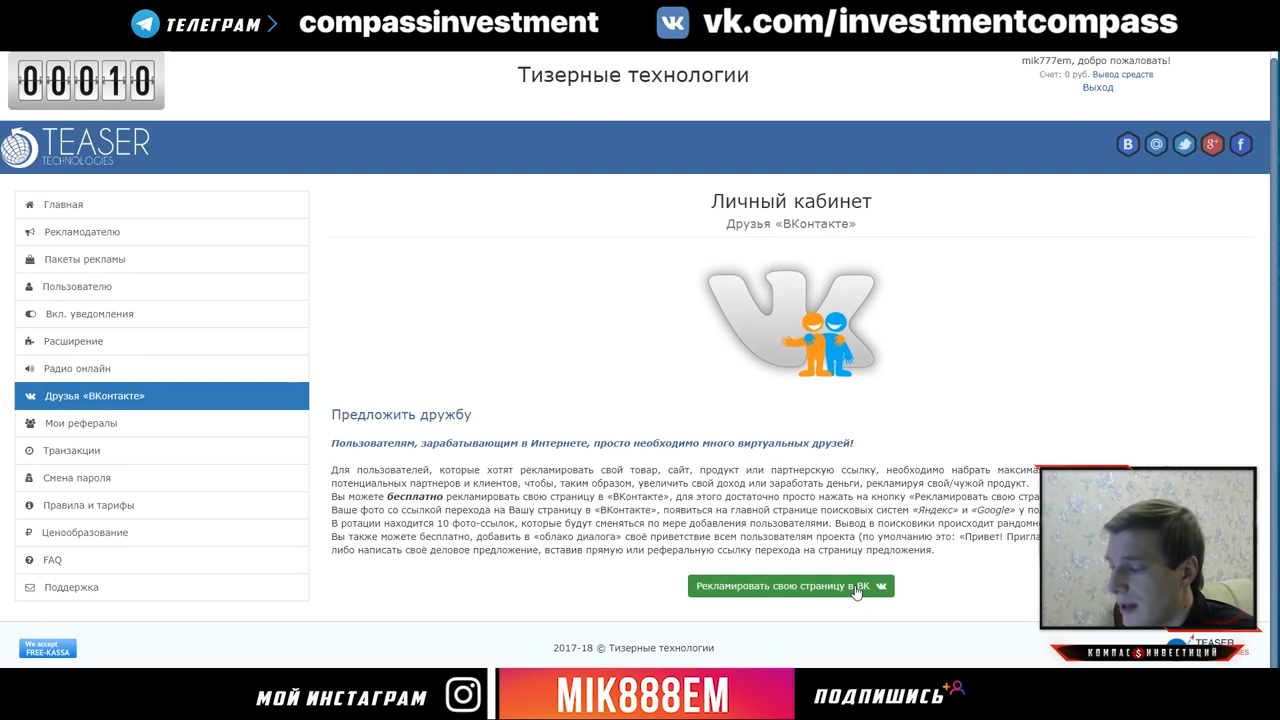 ТЕЛЕГРАМ
compassinvestment
vk.com/investmentcompass
00010
Тизерные технологии
mik777em, добро пожаловать!
Счет: 0 руб. Вывод средств
Выход
TEASER
TECHNOLOGIES
Главная
Рекламодателю
Пакеты рекламы
Пользователю
Вкл. уведомления
Расширение
Радио онлайн
Друзья «ВКонтакте»
Мои рефералы
Транзакции
Смена пароля
Правила и тарифы
Ценообразование
FAQ
Поддержка
Личный кабинет
Друзья «ВКонтакте»
Предложить дружбу
Пользователям, зарабатывающим в Интернете, просто необходимо много виртуальных друзей!
Для пользователей, которые хотят рекламировать свой товар, сайт, продукт или партнерскую ссылку, необходимо набрать
потенциальных партнеров и клиентов, чтобы, таким образом, увеличить свой доход или заработать деньги, рекламируя свой/чужой продукт.
Вы можете бесплатно рекламировать свою страницу в «ВКонтакте», для этого достаточно просто нажать на кнопку «Рекламировать свою
Ваше фото со ссылкой перехода на Вашу страницу в «ВКонтакте», появиться на главной странице поисковых систем «Яндекс» и «Google» у
В ротации находится 10 фото-ссылок, которые будут сменяться по мере добавления пользователями. Вывод в поисковики происходит
Вы также можете бесплатно, добавить в «облако диалога» своё приветствие всем пользователям проекта (по умолчанию это: «Привет!
либо написать своё деловое предложение, вставив прямую или реферальную ссылку перехода на страницу предложения.
Рекламировать свою страницу в ВК
We accept
FREE-KASSA
2017-18 © Тизерные технологии
TEASER
КОМПАС $ ИНВЕСТИЦИЙ
МОЙ ИНСТАГРАМ
MIK888EM
ПОДПИШИСЬ